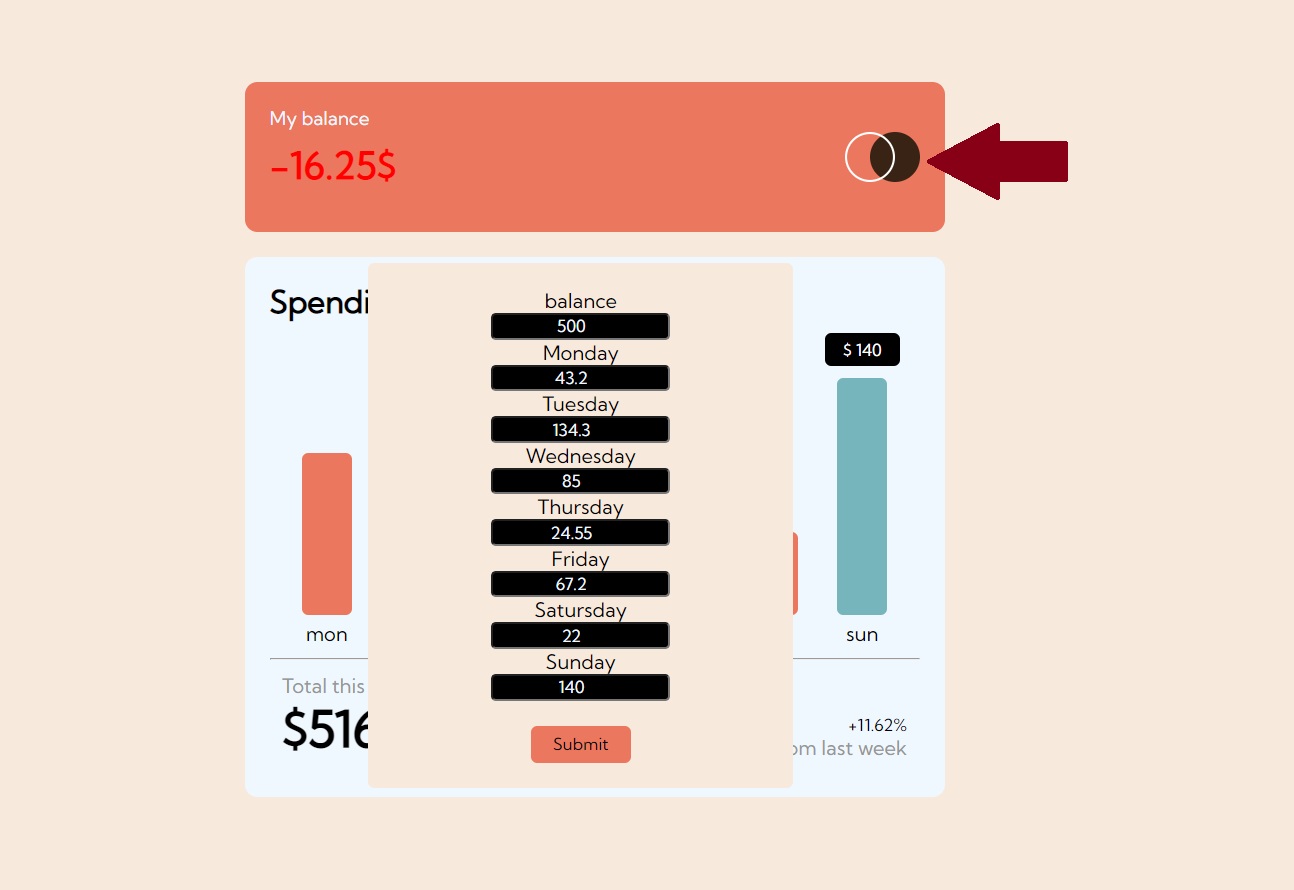 My balance
-16.25$
Spendi
balance
500
Monday
43.2
Tuesday
134.3
Wednesday
85
Thursday
24.55
Friday
67.2
Satursday
22
Sunday
140
Submit
$ 140
mon
sun
Total this
$516
+11.62%
om last week